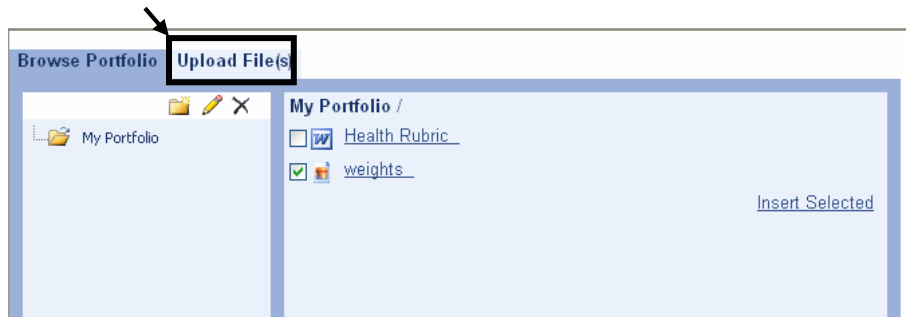 Browse Portfolio Upload File(s)
My Portfolio
My Portfolio /
Health Rubric
weights
Insert Selected